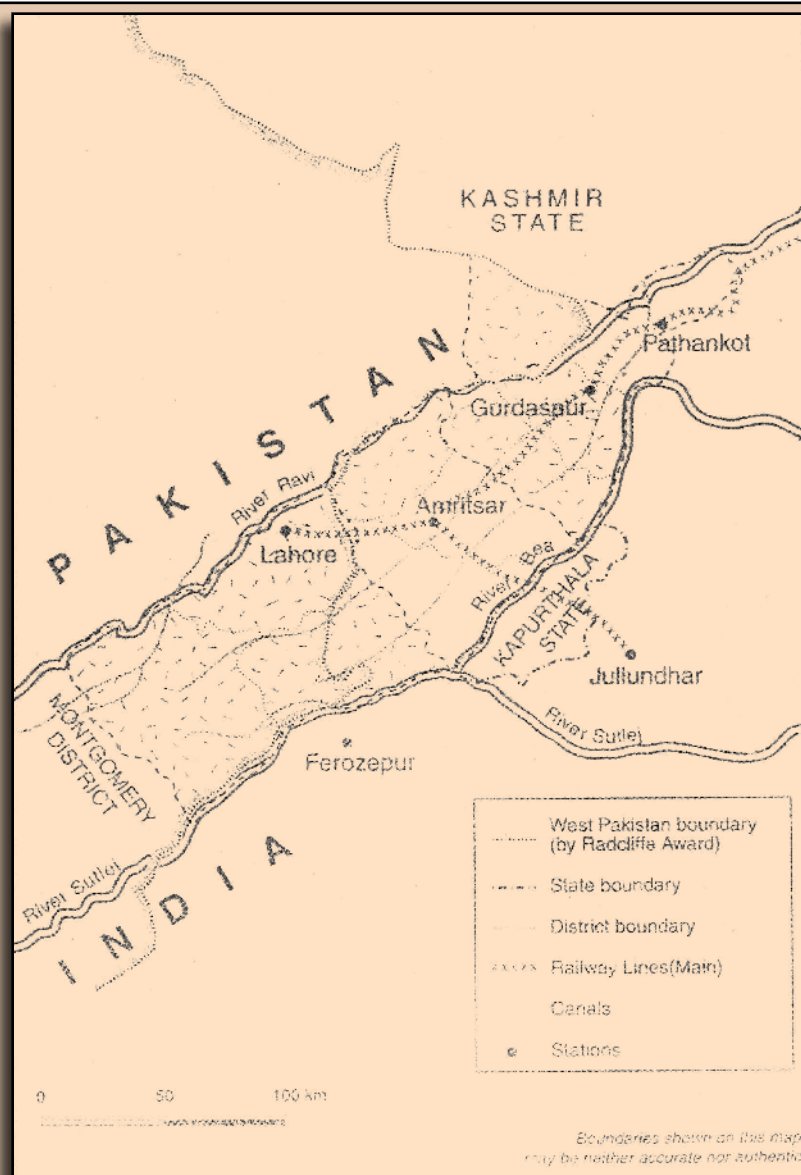 KASHMIR
STATE
Pathankot
Gurdaspur
PAKISTAN
River Ravi
Amritsar
Lahore
River Bea
KAPURTHALA
STATE
Jullundhar
River Sutlej
MONTGOMERY
DISTRICT
Ferozepur
River Sutlej
INDIA
West Pakistan boundary
(by Radcliffe Award)
State boundary
District boundary
Railway Lines(Main)
Canals
Stations
0 50 100 km
Boundaries shown on this map
may be neither accurate nor authentic